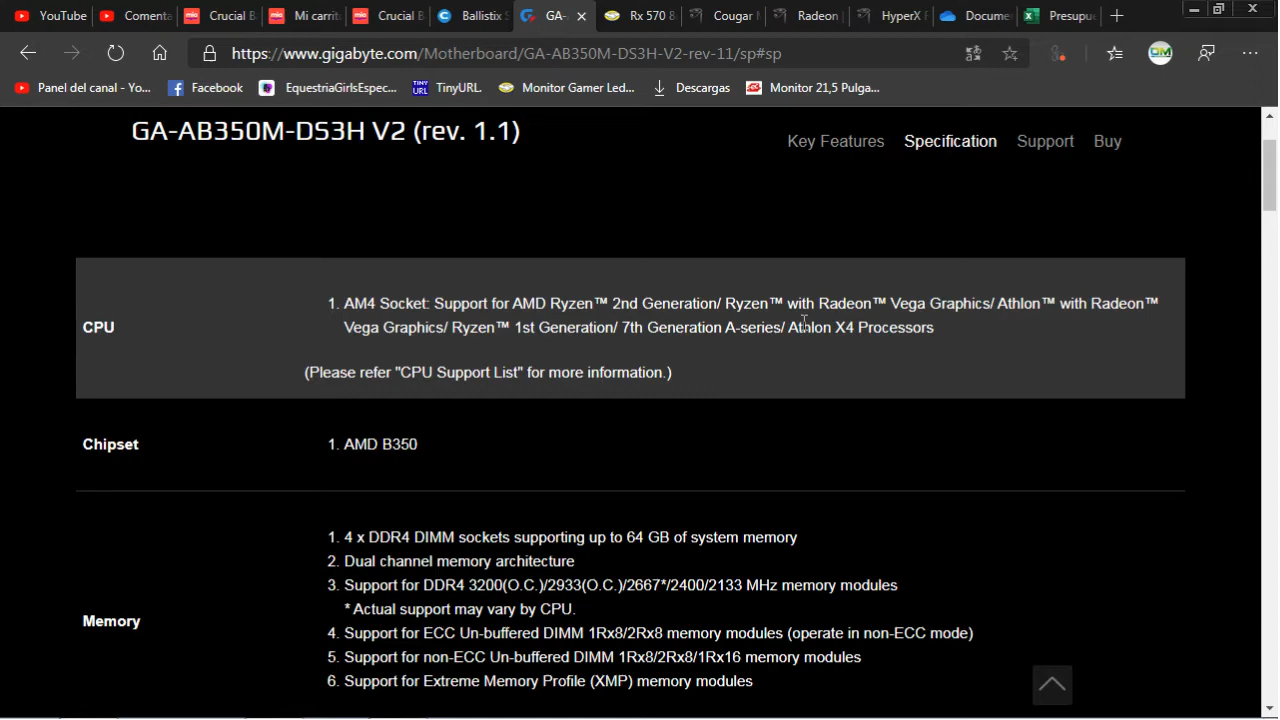 YouTube
Comenta
Crucial B
Mi carrit
Crucial B
Ballistix S
GA-
Rx 570 8
Cougar M
Radeon
HyperX F
Docume
Presupu
https://www.gigabyte.com/Motherboard/GA-AB350M-DS3H-V2-rev-11/sp#sp
Panel del canal - Yo...
Facebook
EquestriaGirlsEspec...
TINY URL
TinyURL
Monitor Gamer Led...
Descargas
Monitor 21,5 Pulga...
GA-AB350M-DS3H V2 (rev. 1.1)
Key Features
Specification
Support
Buy
CPU
1. AM4 Socket: Support for AMD Ryzen™ 2nd Generation/ Ryzen™ with Radeon™ Vega Graphics/ Athlon™ with Radeon™
Vega Graphics/ Ryzen™ 1st Generation/ 7th Generation A-series/ Athlon X4 Processors
(Please refer "CPU Support List" for more information.)
Chipset
1. AMD B350
Memory
1. 4 x DDR4 DIMM sockets supporting up to 64 GB of system memory
2. Dual channel memory architecture
3. Support for DDR4 3200(O.C.)/2933(O.C.)/2667*/2400/2133 MHz memory modules
* Actual support may vary by CPU.
4. Support for ECC Un-buffered DIMM 1Rx8/2Rx8 memory modules (operate in non-ECC mode)
5. Support for non-ECC Un-buffered DIMM 1Rx8/2Rx8/1Rx16 memory modules
6. Support for Extreme Memory Profile (XMP) memory modules